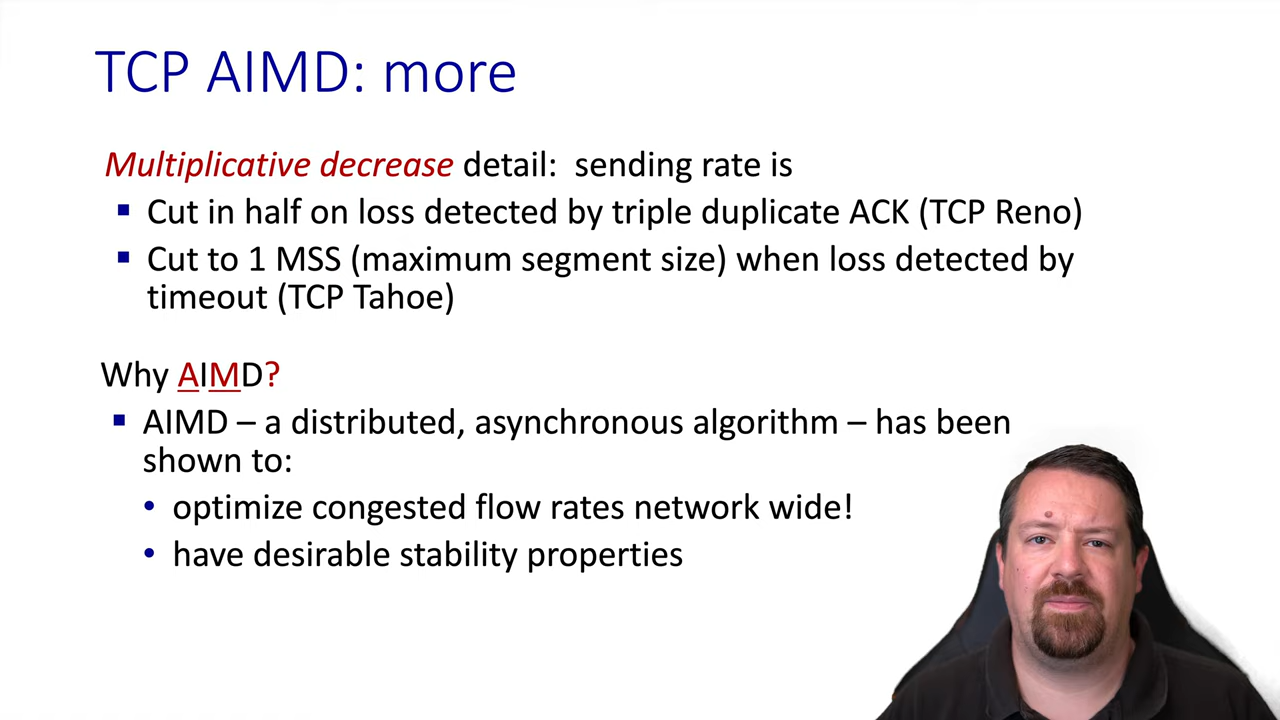 TCP AIMD: more
Multiplicative decrease detail: sending rate is
▪ Cut in half on loss detected by triple duplicate ACK (TCP Reno)
▪ Cut to 1 MSS (maximum segment size) when loss detected by
timeout (TCP Tahoe)
Why AIMD?
▪ AIMD – a distributed, asynchronous algorithm – has been
shown to:
• optimize congested flow rates network wide!
• have desirable stability properties